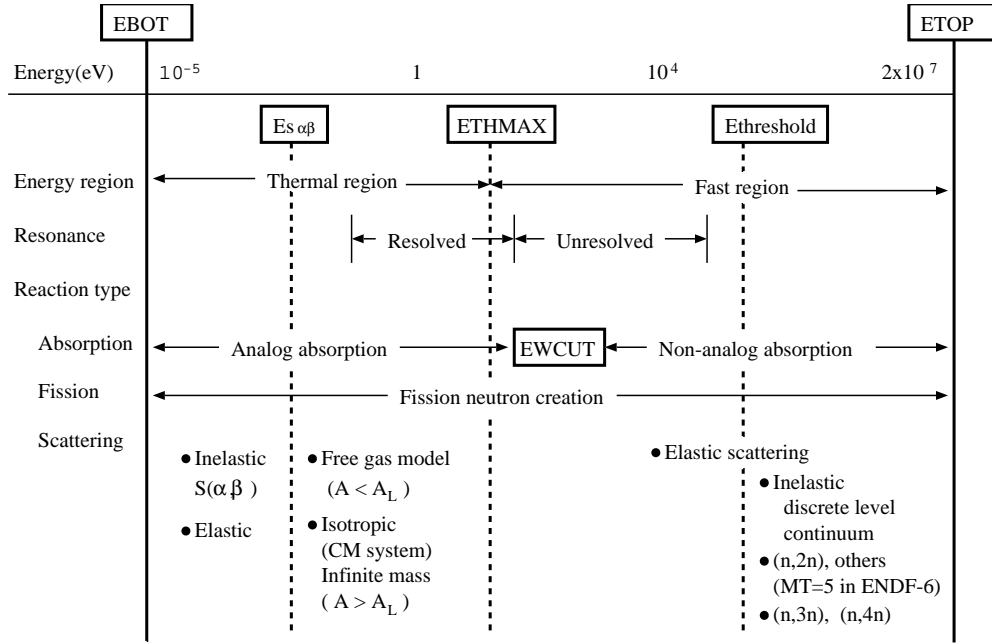 EBOT ETOP
Energy(eV) 10⁻⁵ 1 10⁴ 2x10⁷
Es αβ ETHMAX Ethreshold
Energy region Thermal region Fast region
Resonance Resolved Unresolved
Reaction type
Absorption Analog absorption EWCUT Non-analog absorption
Fission Fission neutron creation
Scattering
● Inelastic
S(α,β )
● Elastic
● Free gas model
(A < A_L )
● Isotropic
(CM system)
Infinite mass
( A > A_L )
● Elastic scattering
● Inelastic
discrete level
continuum
● (n,2n), others
(MT=5 in ENDF-6)
● (n,3n), (n,4n)